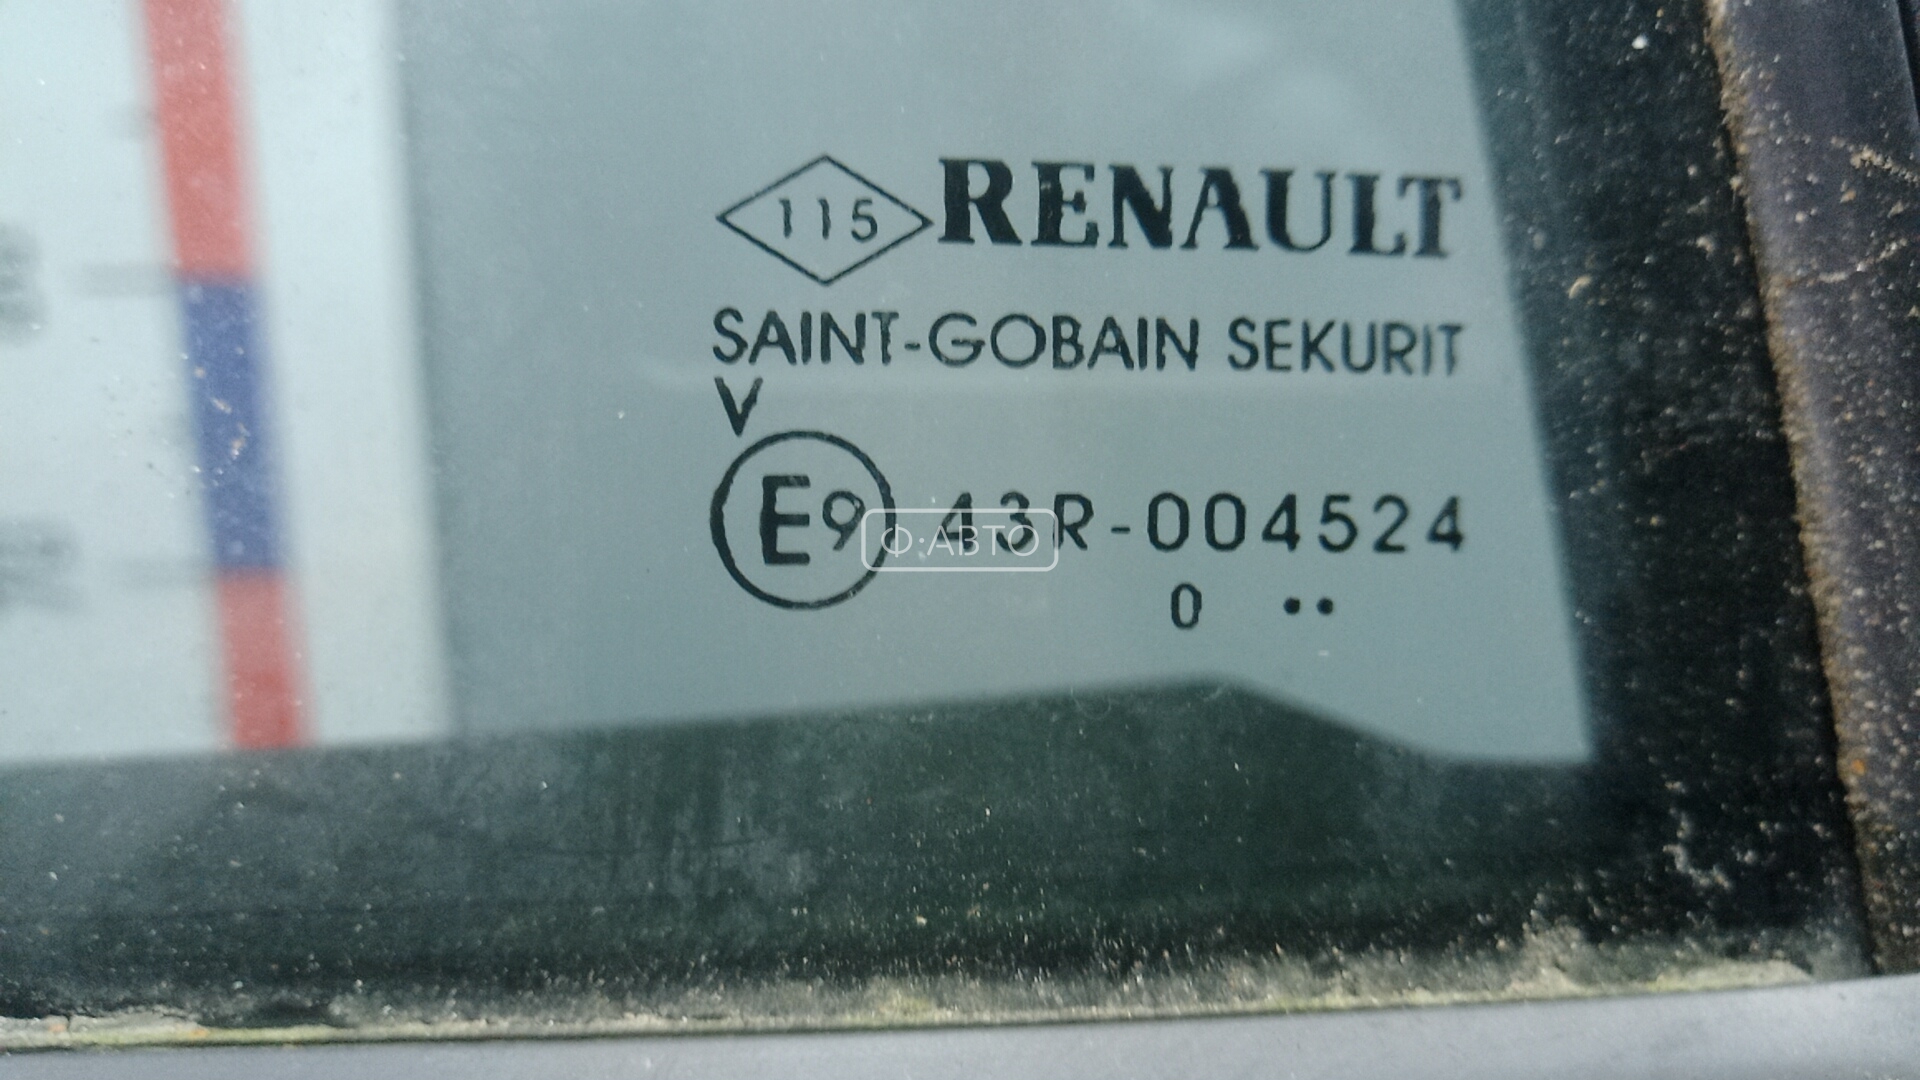 115 RENAULT
SAINT-GOBAIN SEKURIT
V
E9 43R-004524
Ф·АВТО
0 ••